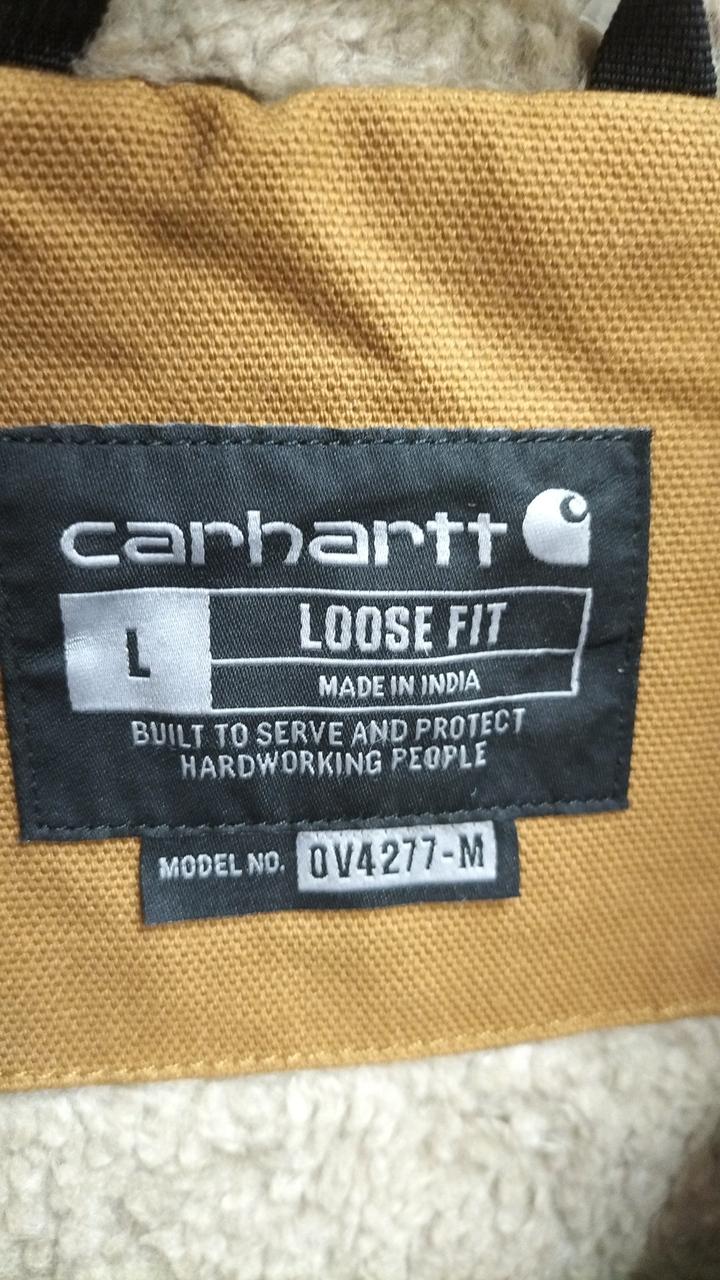 carhartt
L
LOOSE FIT
MADE IN INDIA
BUILT TO SERVE AND PROTECT
HARDWORKING PEOPLE
MODEL NO. OV4277-M